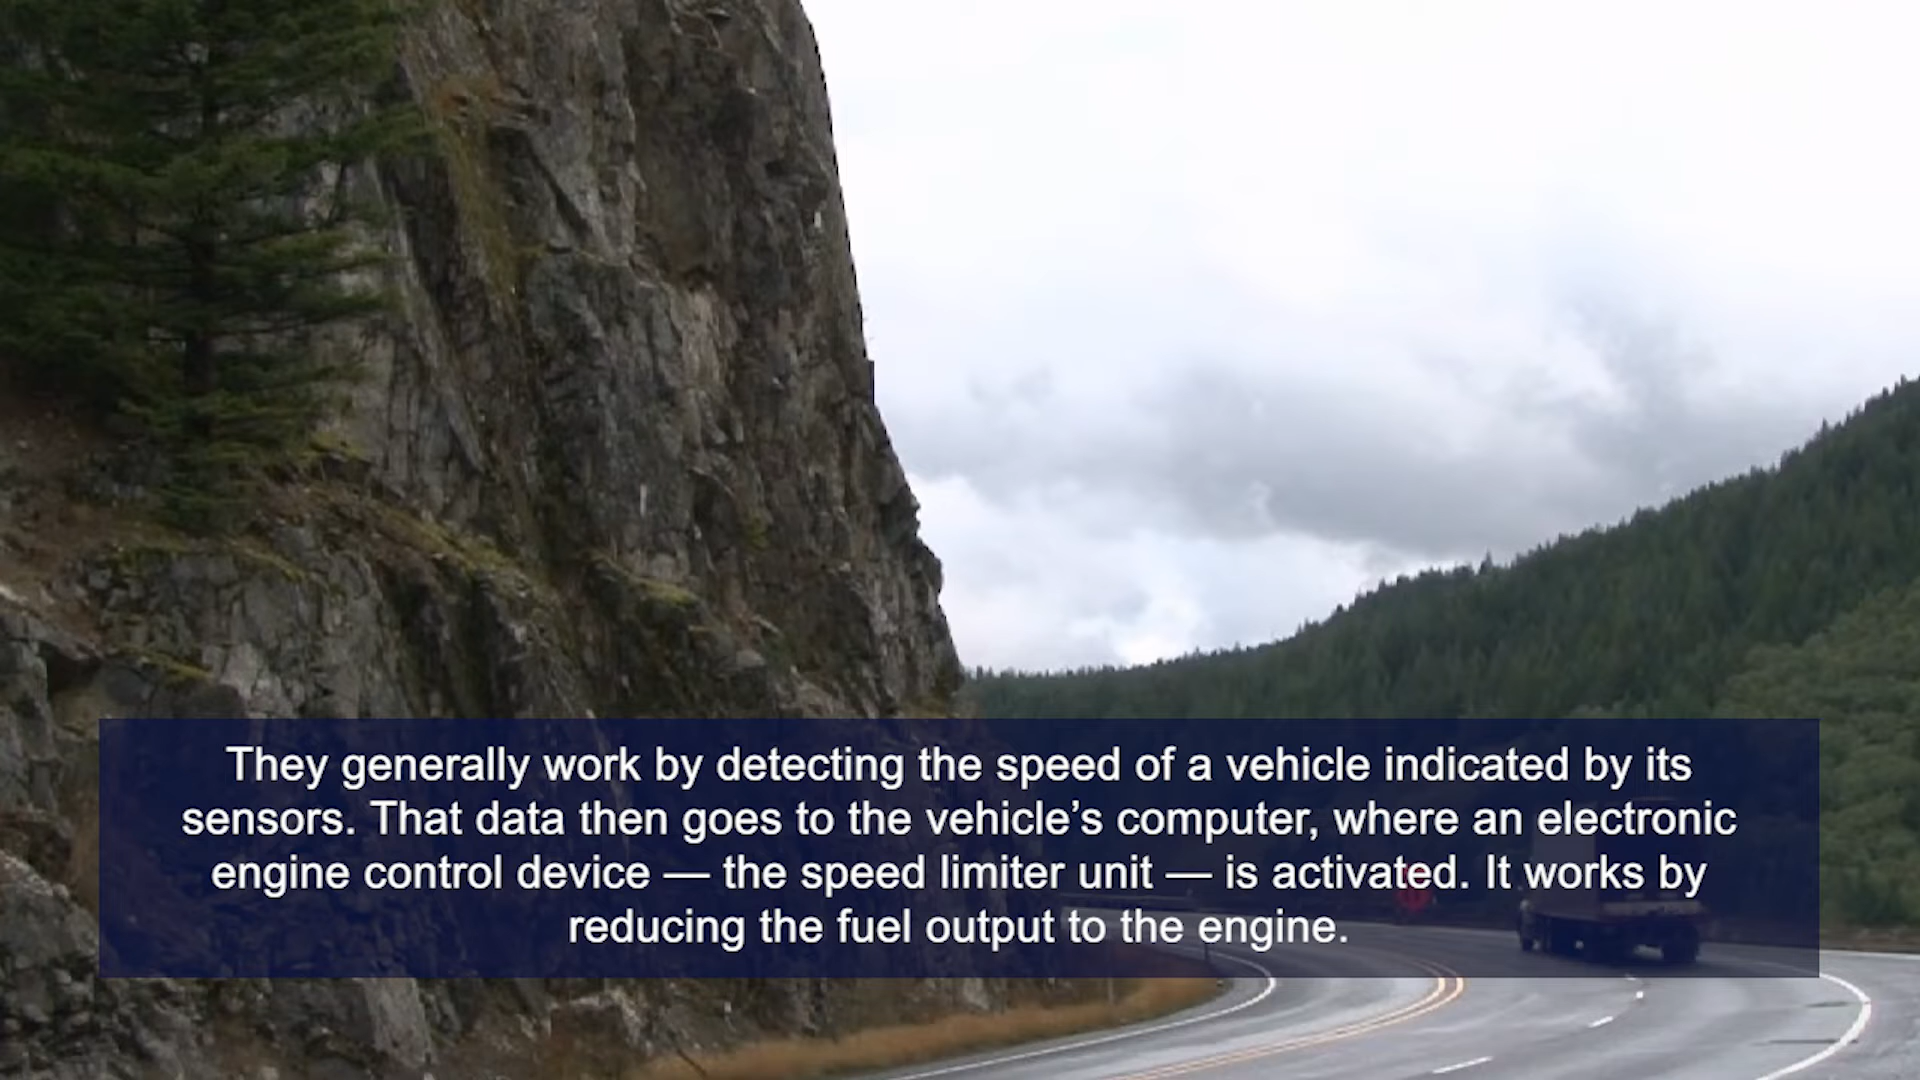 They generally work by detecting the speed of a vehicle indicated by its
sensors. That data then goes to the vehicle’s computer, where an electronic
engine control device — the speed limiter unit — is activated. It works by
reducing the fuel output to the engine.